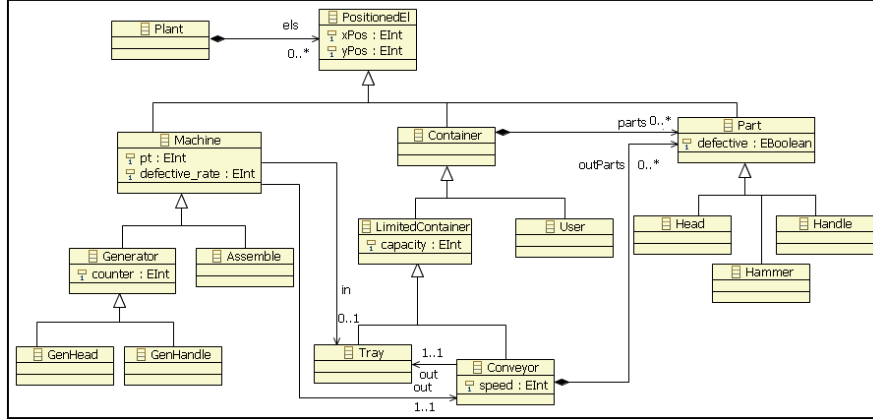 Plant
els
0..*
PositionedEl
xPos : EInt
yPos : EInt
Machine
pt : EInt
defective_rate : EInt
Container
parts 0..*
Part
defective : EBoolean
outParts
0..*
LimitedContainer
capacity : EInt
User
Head
Handle
Hammer
Generator
counter : EInt
Assemble
in
0..1
GenHead
GenHandle
Tray
1..1
out
out
1..1
Conveyor
speed : EInt